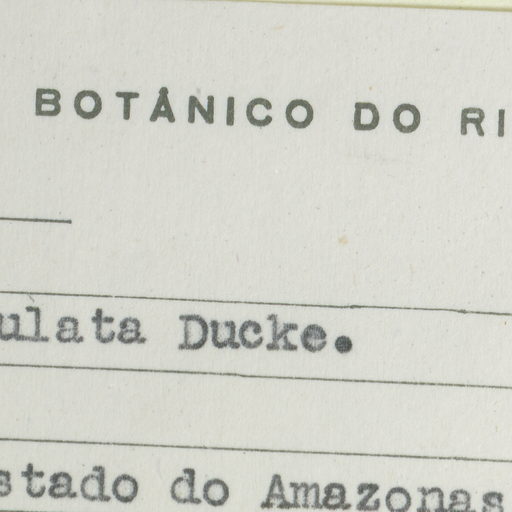 BOTÂNICO DO RI
ulata Ducke.
stado do Amazonas